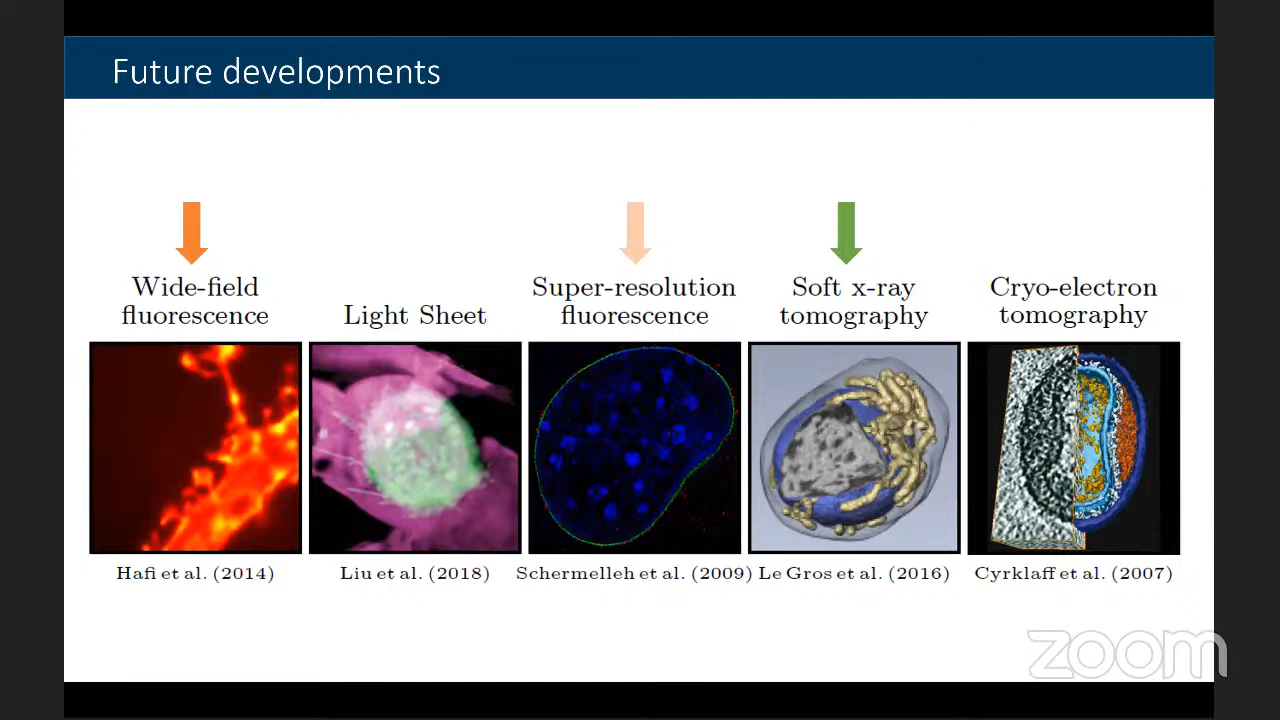 Future developments
Wide-field
fluorescence
Light Sheet
Super-resolution
fluorescence
Soft x-ray
tomography
Cryo-electron
tomography
Hafi et al. (2014)
Liu et al. (2018)
Schermelleh et al. (2009)
Le Gros et al. (2016)
Cyrklaff et al. (2007)
zoom